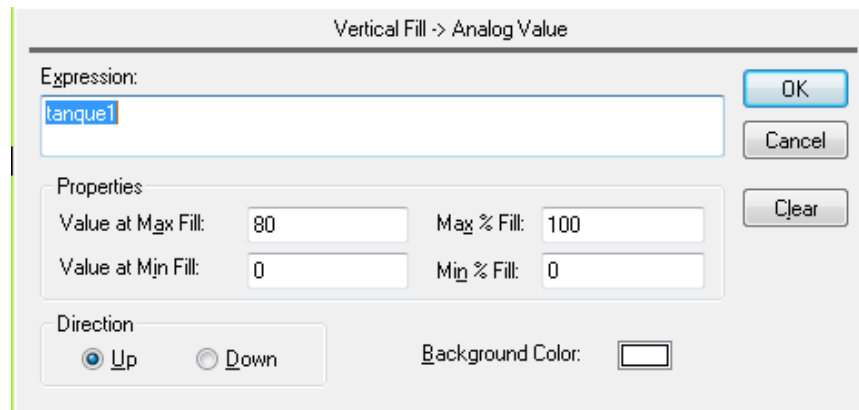 Vertical Fill -> Analog Value
Expression:
OK
tanque1
Cancel
Properties
Clear
Value at Max Fill: 80 Max % Fill: 100
Value at Min Fill: 0 Min % Fill: 0
Direction
Up Down Background Color: